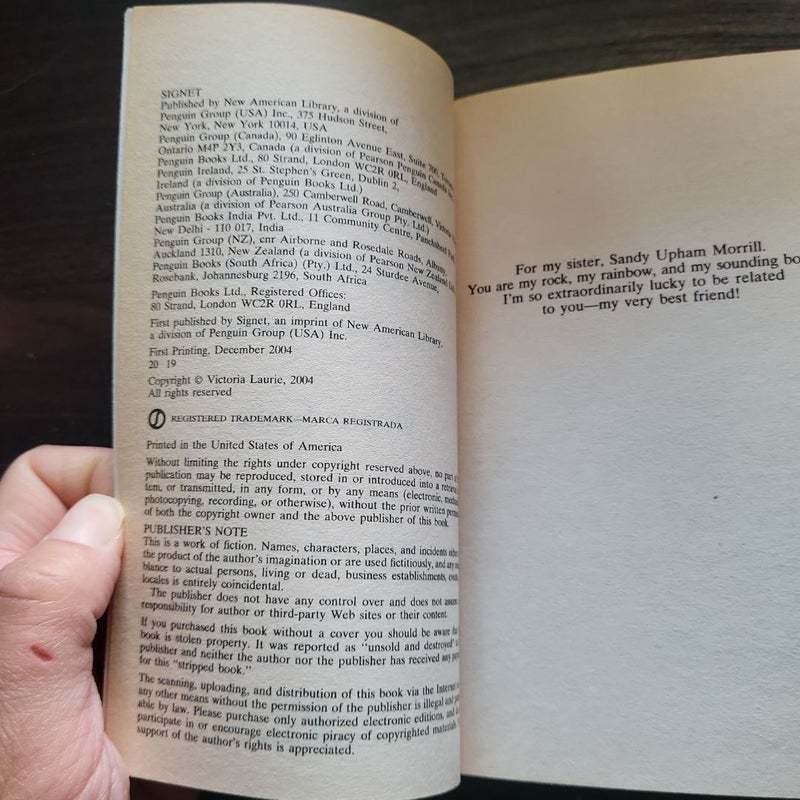 SIGNET
Published by New American Library, a division of
Penguin Group (USA) Inc., 375 Hudson Street,
New York, New York 10014, USA
Penguin Group (Canada), 90 Eglinton Avenue East, Suite 700,
Ontario M4P 2Y3, Canada (a division of Pearson Penguin Canada Inc.
Penguin Books Ltd., 80 Strand, London WC2R 0RL, England
Penguin Ireland, 25 St. Stephen's Green, Dublin 2,
Ireland (a division of Penguin Books Ltd.)
Penguin Group (Australia), 250 Camberwell Road, Camberwell,
Australia (a division of Pearson Australia Group Pty. Ltd.)
Penguin Books India Pvt. Ltd., 11 Community Centre, Panchsheel
New Delhi - 110 017, India
Penguin Group (NZ), cnr Airborne and Rosedale Roads, Albany,
Auckland 1310, New Zealand (a division of Pearson New Zealand
Penguin Books (South Africa) (Pty.) Ltd., 24 Sturdee Avenue,
Rosebank, Johannesburg 2196, South Africa
Penguin Books Ltd., Registered Offices:
80 Strand, London WC2R 0RL, England
First published by Signet, an imprint of New American Library,
a division of Penguin Group (USA) Inc.
First Printing, December 2004
20 19
Copyright © Victoria Laurie, 2004
All rights reserved
REGISTERED TRADEMARK—MARCA REGISTRADA
Printed in the United States of America
Without limiting the rights under copyright reserved above, no part
publication may be reproduced, stored in or introduced into a
tem, or transmitted, in any form, or by any means (electronic,
photocopying, recording, or otherwise), without the prior written
of both the copyright owner and the above publisher of this book.
PUBLISHER'S NOTE
This is a work of fiction. Names, characters, places, and incidents
the product of the author's imagination or are used fictitiously, and any
blance to actual persons, living or dead, business establishments,
locales is entirely coincidental.
The publisher does not have any control over and does not
responsibility for author or third-party Web sites or their content.
If you purchased this book without a cover you should be aware
book is stolen property. It was reported as "unsold and destroyed"
publisher and neither the author nor the publisher has received any
for this "stripped book."
The scanning, uploading, and distribution of this book via the Internet
any other means without the permission of the publisher is illegal and
able by law. Please purchase only authorized electronic editions, and
participate in or encourage electronic piracy of copyrighted materials.
support of the author's rights is appreciated.
For my sister, Sandy Upham Morrill.
You are my rock, my rainbow, and my sounding bo
I'm so extraordinarily lucky to be related
to you—my very best friend!